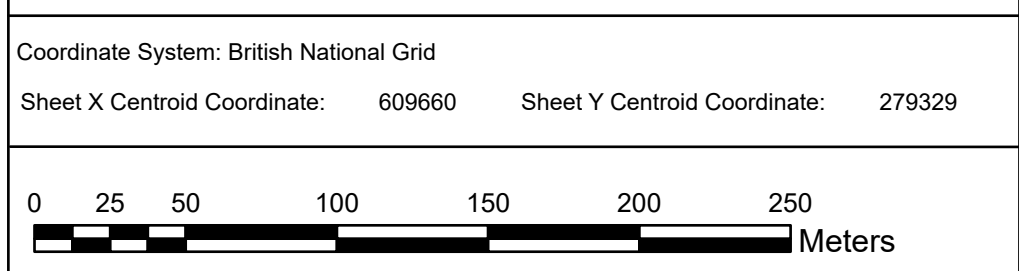 Coordinate System: British National Grid
Sheet X Centroid Coordinate: 609660 Sheet Y Centroid Coordinate: 279329
0 25 50 100 150 200 250
Meters